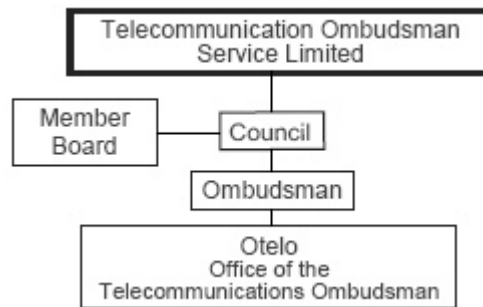 Telecommunication Ombudsman
Service Limited
Member
Board
Council
Ombudsman
Otelo
Office of the
Telecommunications Ombudsman